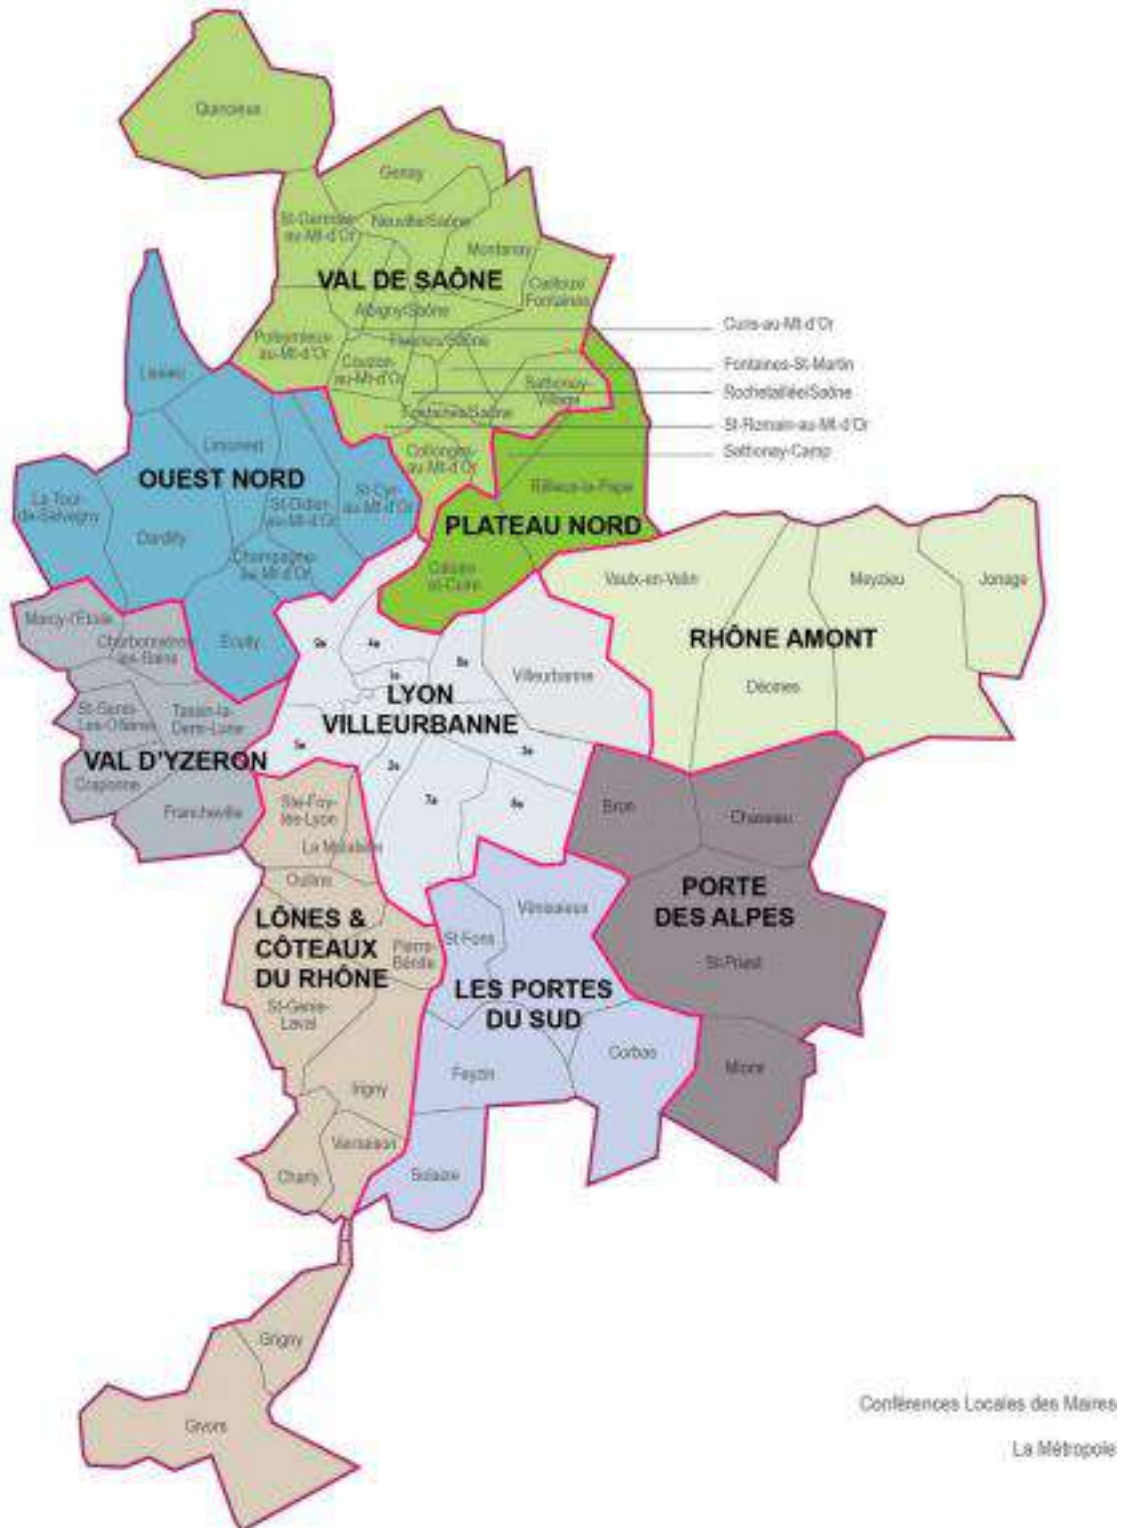 Quincieux
Genay
St-Germain-
au-Mt-d'Or
Neuville/Saône
Montanay
VAL DE SAÔNE
Cailloux/
Fontaines
Albigny/Saône
Curis-au-Mt-d'Or
Poleymieux-
au-Mt-d'Or
Fleurieu/Saône
Couzon-
au-Mt-d'Or
Fontaines-St-Martin
Lissieu
Sathonay-
Village
Rochetaillée/Saône
Fontaines/Saône
St-Romain-au-Mt-d'Or
Limonest
Collonges-
au-Mt-d'Or
Sathonay-Camp
OUEST NORD
La Tour-
de-Salvagny
St-Didier-
au-Mt-d'Or
St-Cyr-
au-Mt-d'Or
Rillieux-la-Pape
PLATEAU NORD
Dardilly
Champagne-
au-Mt-d'Or
Caluire-
et-Cuire
Vaulx-en-Velin
Meyzieu
Jonage
Marcy-l'Étoile
Charbonnières-
les-Bains
Ecully
9e
4e
RHÔNE AMONT
1e
Villeurbanne
Décines
LYON
VILLEURBANNE
Tassin-la-
Demi-Lune
5e
3e
VAL D'YZERON
2e
Craponne
Francheville
Ste-Foy-
lès-Lyon
7e
Bron
Chassieu
La Mulatière
Oullins
PORTE
DES ALPES
LÔNES &
CÔTEAUX
DU RHÔNE
Vénissieux
St-Fons
Pierre-
Bénite
St-Priest
St-Genis-
Laval
LES PORTES
DU SUD
Corbas
Feyzin
Mions
Irigny
Vernaison
Charly
Solaize
Grigny
Givors
Conférences Locales des Maires
La Métropole